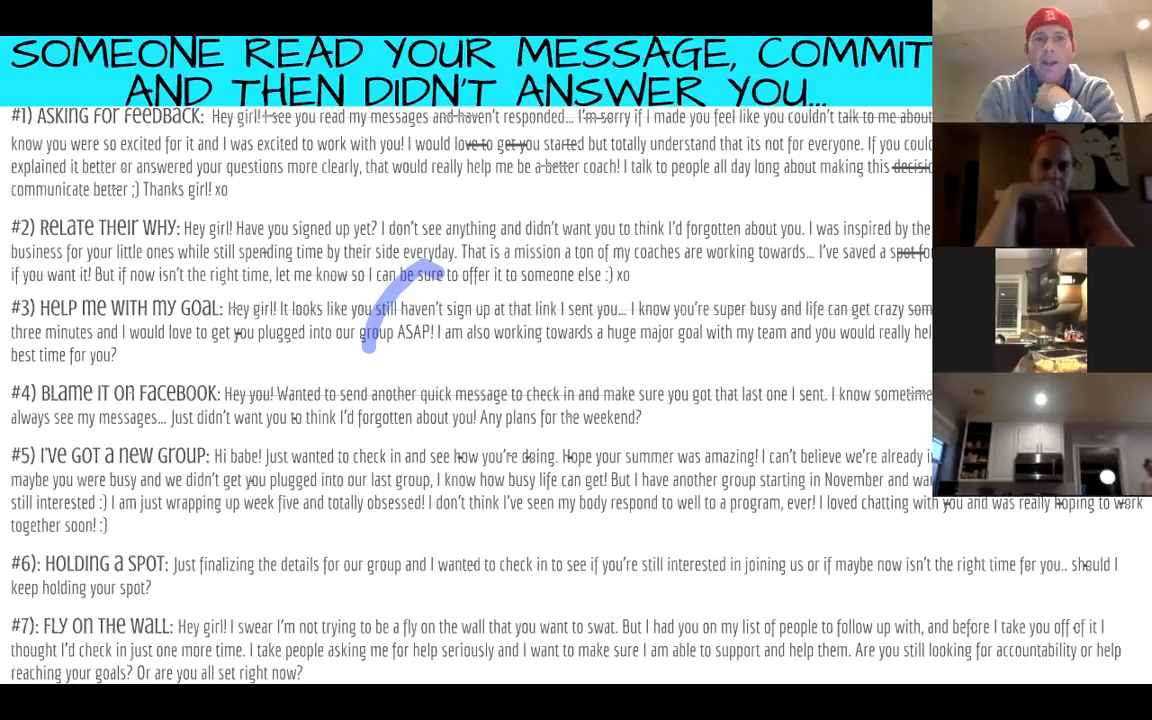 SOMEONE READ YOUR MESSAGE, COMMIT
AND THEN DIDN'T ANSWER YOU...
#1) ASKING FOR FEEDBACK: Hey girl! I see you read my messages and haven't responded... I'm sorry if I made you feel like you couldn't talk to me about
know you were so excited for it and I was excited to work with you! I would love to get you started but totally understand that its not for everyone. If you
explained it better or answered your questions more clearly, that would really help me be a better coach! I talk to people all day long about making this
communicate better ;) Thanks girl! xo
#2) RELATE THEIR WHY: Hey girl! Have you signed up yet? I don't see anything and didn't want you to think I'd forgotten about you. I was inspired by the
business for your little ones while still spending time by their side everyday. That is a mission a ton of my coaches are working towards... I've saved a spot
if you want it! But if now isn't the right time, let me know so I can be sure to offer it to someone else :) xo
#3) HELP ME WITH MY GOAL: Hey girl! It looks like you still haven't sign up at that link I sent you... I know you're super busy and life can get crazy
three minutes and I would love to get you plugged into our group ASAP! I am also working towards a huge major goal with my team and you would really
best time for you?
#4) BLAME IT ON FACEBOOK: Hey you! Wanted to send another quick message to check in and make sure you got that last one I sent. I know
always see my messages... Just didn't want you to think I'd forgotten about you! Any plans for the weekend?
#5) I'VE GOT A NEW GROUP: Hi babe! Just wanted to check in and see how you're doing. Hope your summer was amazing! I can't believe we're already
maybe you were busy and we didn't get you plugged into our last group, I know how busy life can get! But I have another group starting in November and
still interested :) I am just wrapping up week five and totally obsessed! I don't think I've seen my body respond to well to a program, ever! I loved chatting with you and was really hoping to work
together soon! :)
#6): HOLDING A SPOT: Just finalizing the details for our group and I wanted to check in to see if you're still interested in joining us or if maybe now isn't the right time for you.. should I
keep holding your spot?
#7): FLY ON THE WALL: Hey girl! I swear I'm not trying to be a fly on the wall that you want to swat. But I had you on my list of people to follow up with, and before I take you off of it I
thought I'd check in just one more time. I take people asking me for help seriously and I want to make sure I am able to support and help them. Are you still looking for accountability or help
reaching your goals? Or are you all set right now?